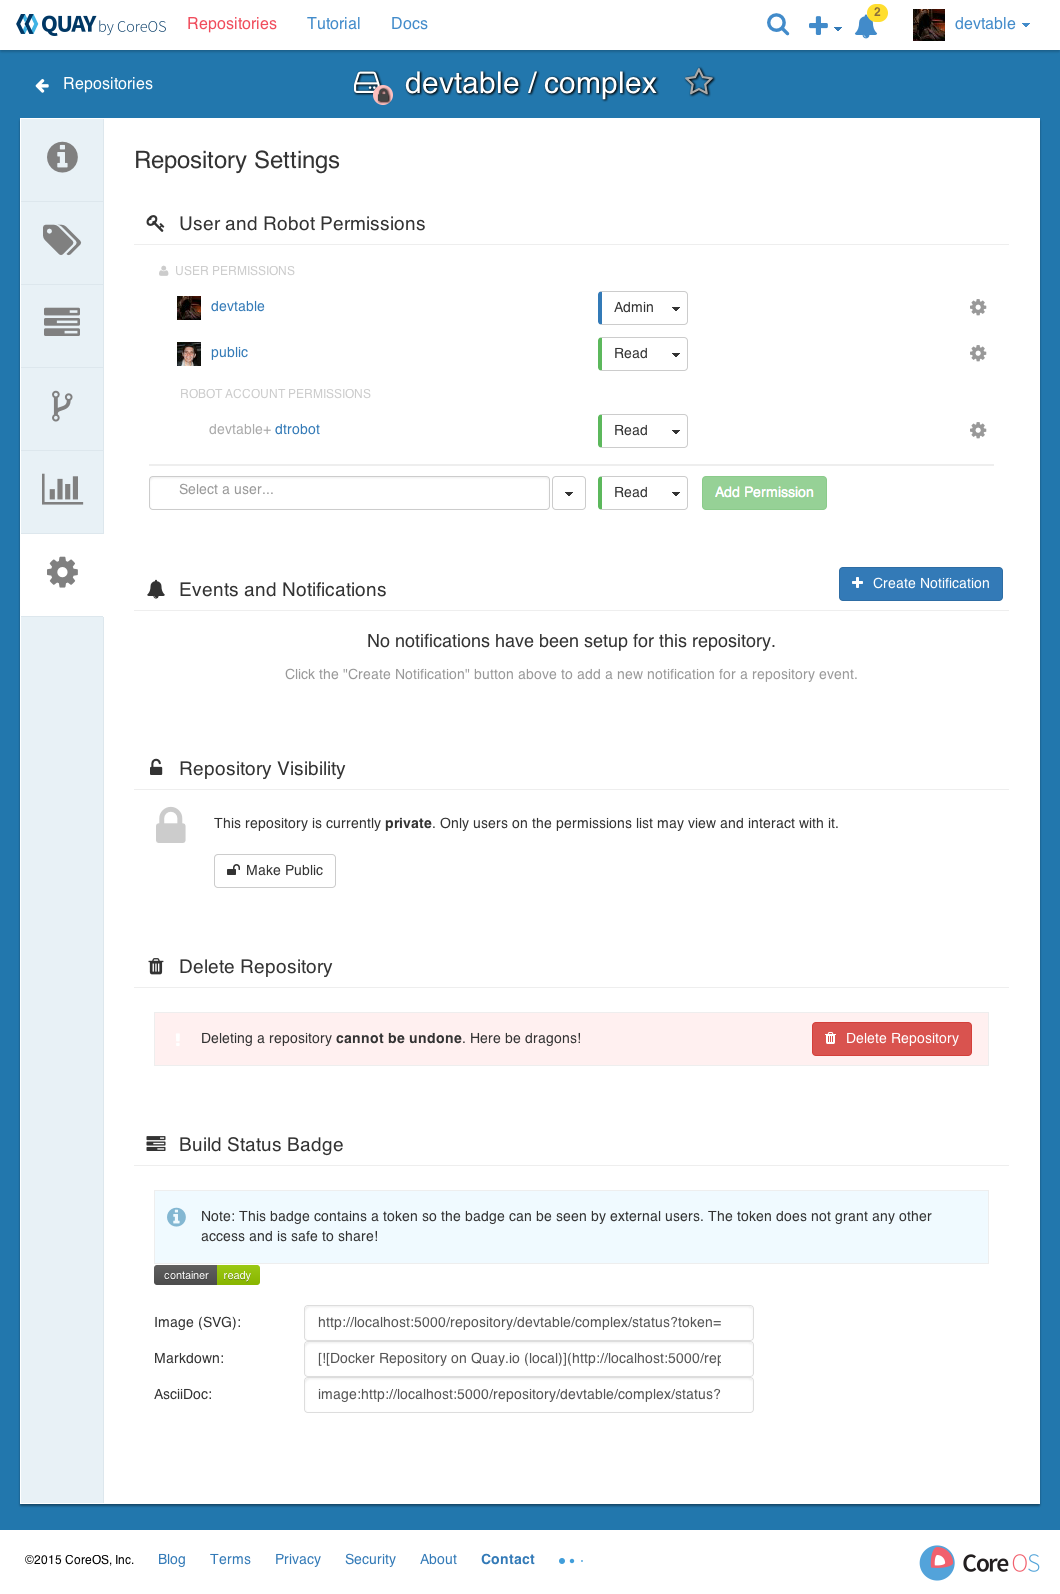 QUAY by CoreOS Repositories Tutorial Docs 2 devtable
Repositories devtable / complex
Repository Settings
User and Robot Permissions
USER PERMISSIONS
devtable Admin
public Read
ROBOT ACCOUNT PERMISSIONS
devtable+ dtrobot Read
Select a user... Read Add Permission
Events and Notifications Create Notification
No notifications have been setup for this repository.
Click the "Create Notification" button above to add a new notification for a repository event.
Repository Visibility
This repository is currently private. Only users on the permissions list may view and interact with it.
Make Public
Delete Repository
Deleting a repository cannot be undone. Here be dragons! Delete Repository
Build Status Badge
Note: This badge contains a token so the badge can be seen by external users. The token does not grant any other
access and is safe to share!
container ready
Image (SVG): http://localhost:5000/repository/devtable/complex/status?token=
Markdown: [![Docker Repository on Quay.io (local)](http://localhost:5000/rep
AsciiDoc: image:http://localhost:5000/repository/devtable/complex/status?
©2015 CoreOS, Inc. Blog Terms Privacy Security About Contact CoreOS